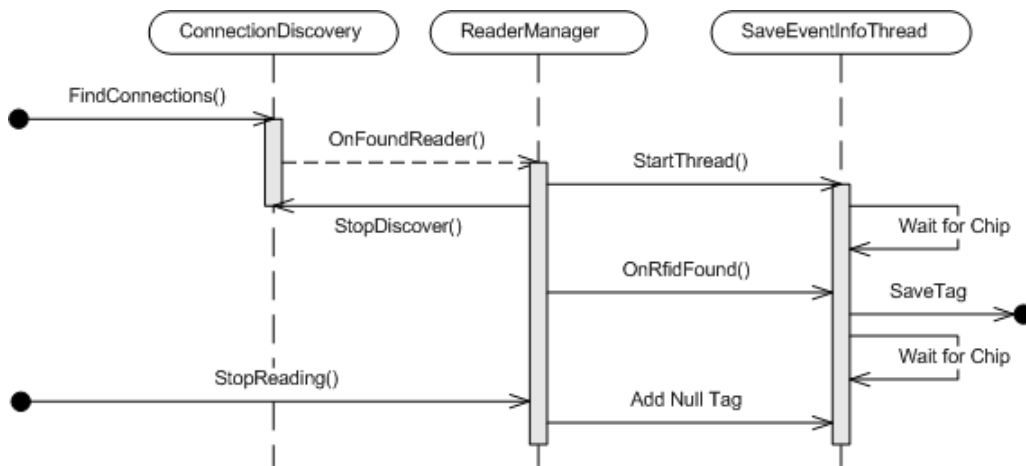 ConnectionDiscovery
ReaderManager
SaveEventInfoThread
FindConnections()
OnFoundReader()
StartThread()
StopDiscover()
Wait for Chip
OnRfidFound()
SaveTag
Wait for Chip
StopReading()
Add Null Tag